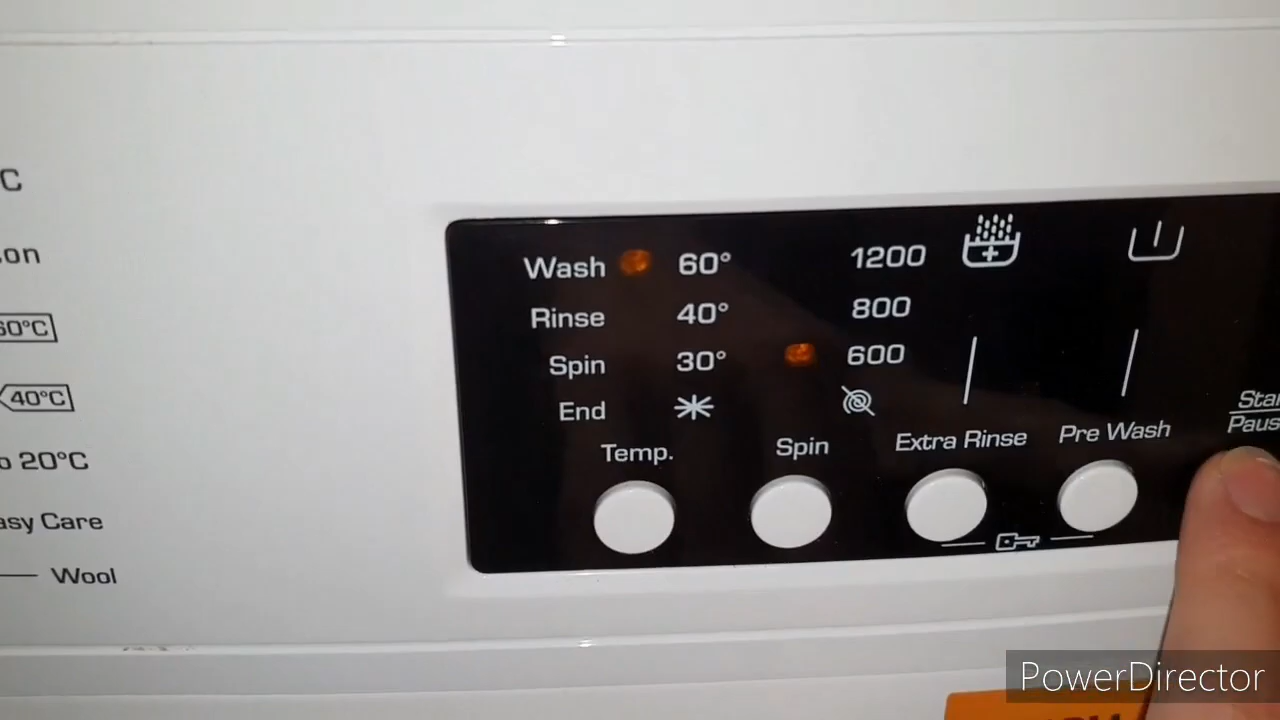 C
on
60°C
40°C
20°C
asy Care
Wool
Wash 60° 1200
Rinse 40° 800
Spin 30° 600
End
Temp. Spin Extra Rinse Pre Wash
Star
Paus
PowerDirector